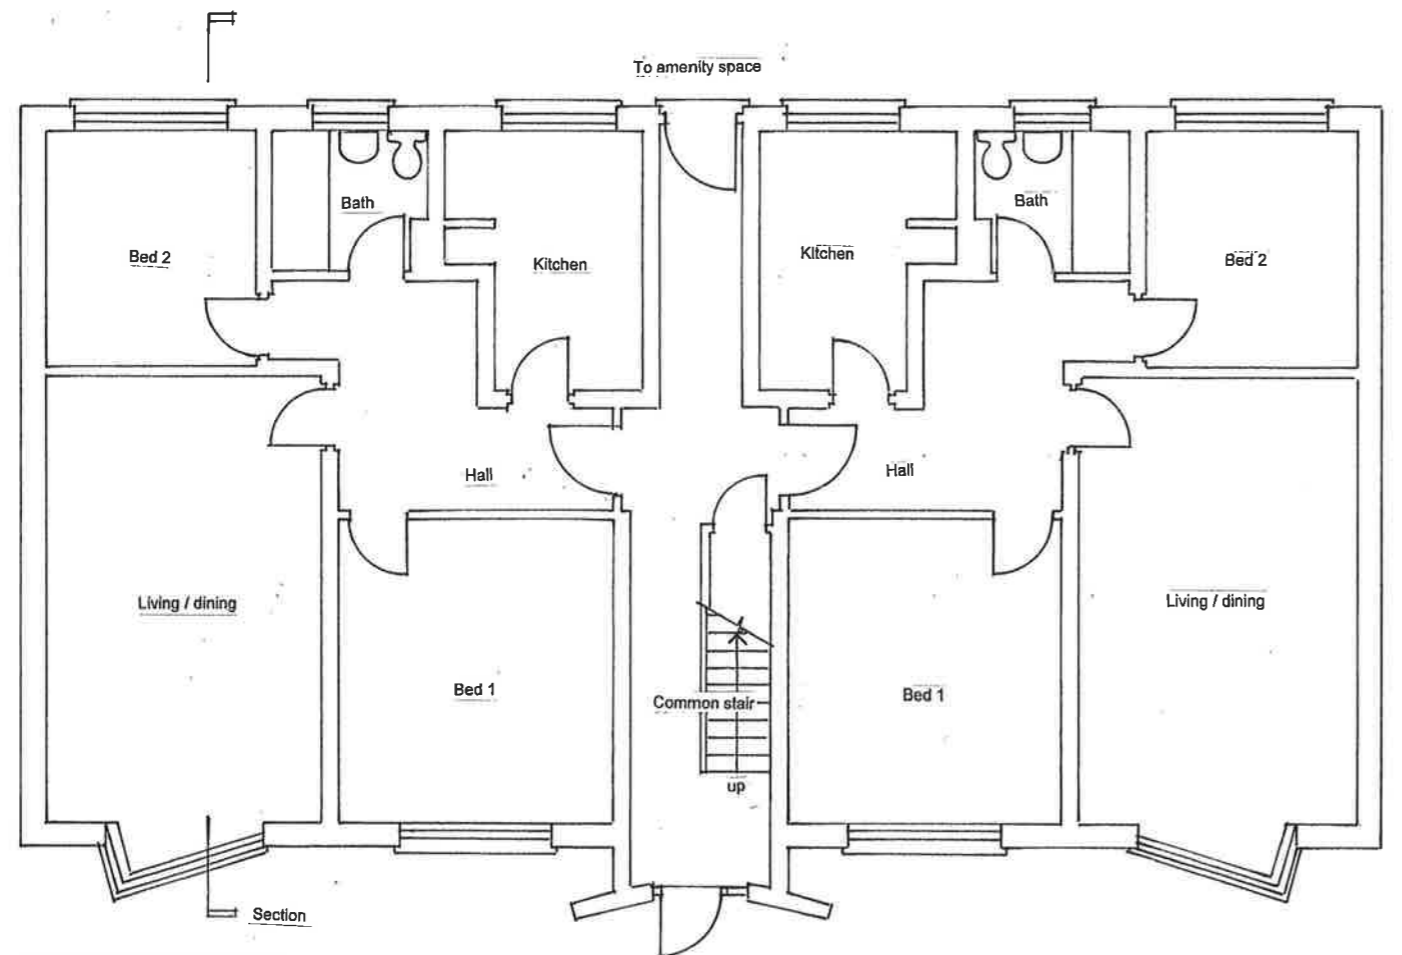 To amenity space
Bath
Bath
Bed 2
Kitchen
Kitchen
Bed 2
Hall
Hall
Living / dining
Living / dining
Bed 1
Bed 1
Common stair
up
Section